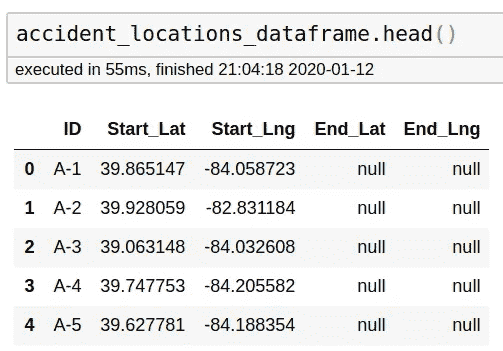 accident_locations_dataframe.head()
executed in 55ms, finished 21:04:18 2020-01-12
ID Start_Lat Start_Lng End_Lat End_Lng
0 A-1 39.865147 -84.058723 null null
1 A-2 39.928059 -82.831184 null null
2 A-3 39.063148 -84.032608 null null
3 A-4 39.747753 -84.205582 null null
4 A-5 39.627781 -84.188354 null null